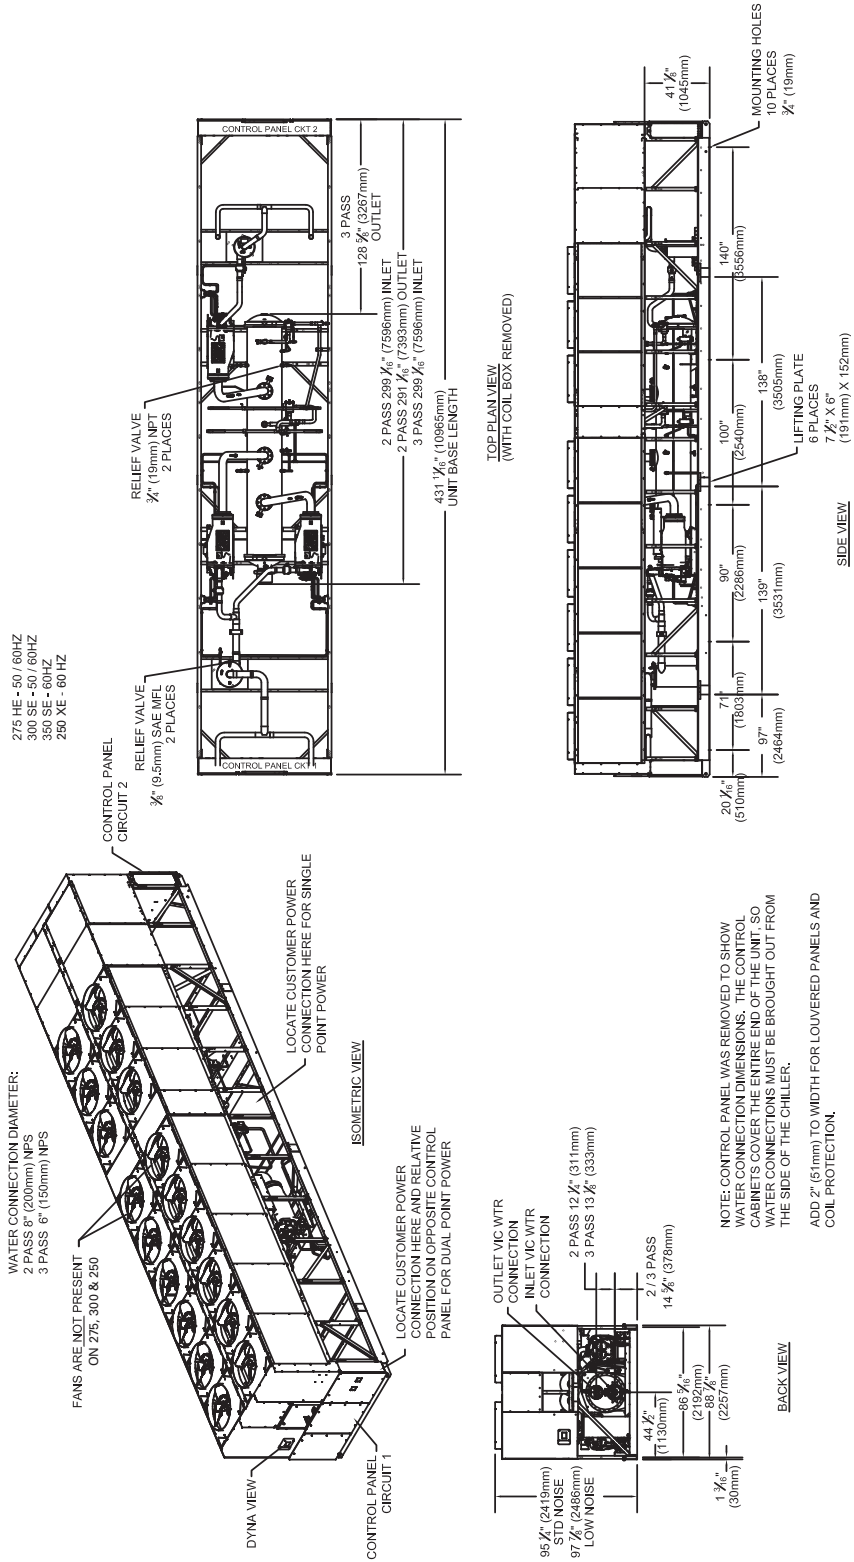 WATER CONNECTION DIAMETER:
2 PASS 8" (200mm) NPS
3 PASS 6" (150mm) NPS
275 HE - 50 / 60HZ
300 SE - 50 / 60HZ
350 SE - 60HZ
250 XE - 60 HZ
FANS ARE NOT PRESENT
ON 275, 300 & 250
CONTROL PANEL
CIRCUIT 2
DYNA VIEW
CONTROL PANEL
CIRCUIT 1
LOCATE CUSTOMER POWER
CONNECTION HERE AND RELATIVE
POSITION ON OPPOSITE CONTROL
PANEL FOR DUAL POINT POWER
LOCATE CUSTOMER POWER
CONNECTION HERE FOR SINGLE
POINT POWER
ISOMETRIC VIEW
RELIEF VALVE
3/8" (9.5mm) SAE MFL
2 PLACES
RELIEF VALVE
3/4" (19mm) NPT
2 PLACES
CONTROL PANEL CKT 1
CONTROL PANEL CKT 2
3 PASS
128 5/8" (3267mm)
OUTLET
2 PASS 299 1/16" (7596mm) INLET
2 PASS 291 1/16" (7393mm) OUTLET
3 PASS 299 1/16" (7596mm) INLET
431 11/16" (10965mm)
UNIT BASE LENGTH
TOP PLAN VIEW
(WITH COIL BOX REMOVED)
95 1/4" (2419mm)
STD NOISE
97 7/8" (2486mm)
LOW NOISE
OUTLET VIC WTR
CONNECTION
INLET VIC WTR
CONNECTION
2 PASS 12 1/4" (311mm)
3 PASS 13 1/8" (333mm)
2 / 3 PASS
14 (378mm)
44 1/2"
(1130mm)
86 5/16"
(2192mm)
88 7/8"
(2257mm)
1 3/16"
(30mm)
BACK VIEW
NOTE: CONTROL PANEL WAS REMOVED TO SHOW
WATER CONNECTION DIMENSIONS. THE CONTROL
CABINETS COVER THE ENTIRE END OF THE UNIT, SO
WATER CONNECTIONS MUST BE BROUGHT OUT FROM
THE SIDE OF THE CHILLER.
ADD 2" (51mm) TO WIDTH FOR LOUVERED PANELS AND
COIL PROTECTION.
41 1/8"
(1045mm)
20 1/16"
(510mm)
71"
(1803mm)
90"
(2286mm)
100"
(2540mm)
140"
(3556mm)
97"
(2464mm)
139"
(3531mm)
138"
(3505mm)
MOUNTING HOLES
10 PLACES
3/4" (19mm)
LIFTING PLATE
6 PLACES
7 1/2" X 6"
(191mm) X 152mm)
SIDE VIEW